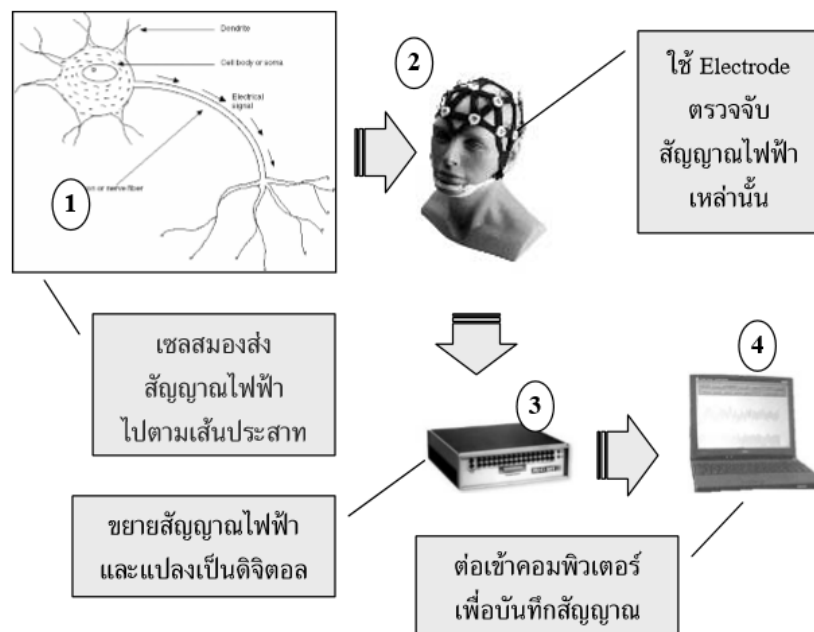 Dendrite
Cell body or soma
Electrical
signal
or nerve fiber
1
2
ใช้ Electrode
ตรวจจับ
สัญญาณไฟฟ้า
เหล่านั้น
เซลสมองส่ง
สัญญาณไฟฟ้า
ไปตามเส้นประสาท
3
4
ขยายสัญญาณไฟฟ้า
และแปลงเป็นดิจิตอล
ต่อเข้าคอมพิวเตอร์
เพื่อบันทึกสัญญาณ